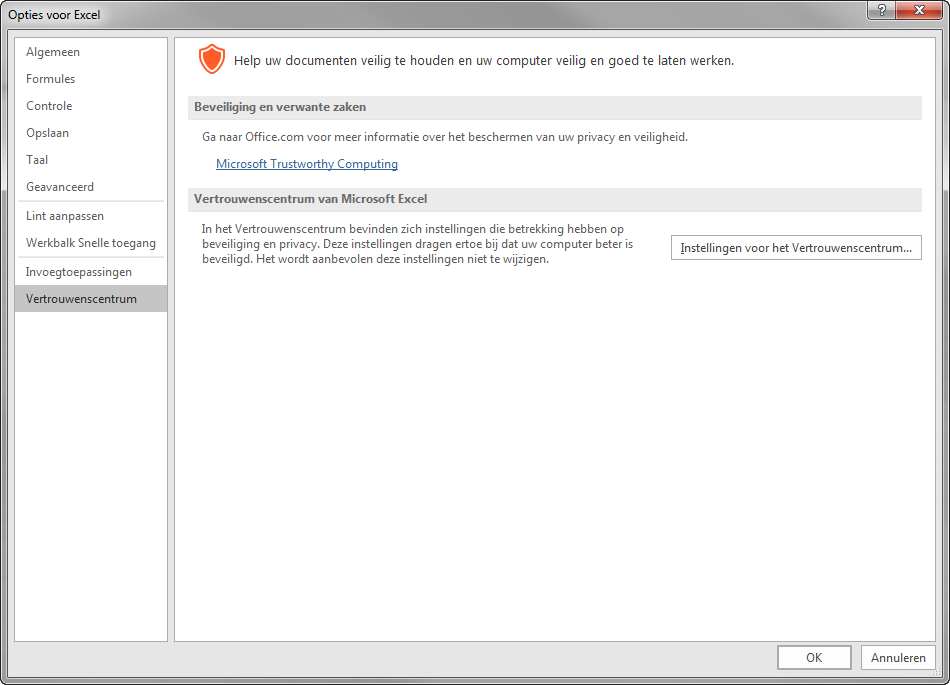 Opties voor Excel
Algemeen
Formules
Controle
Opslaan
Taal
Geavanceerd
Lint aanpassen
Werkbalk Snelle toegang
Invoegtoepassingen
Vertrouwenscentrum
Help uw documenten veilig te houden en uw computer veilig en goed te laten werken.
Beveiliging en verwante zaken
Ga naar Office.com voor meer informatie over het beschermen van uw privacy en veiligheid.
Microsoft Trustworthy Computing
Vertrouwenscentrum van Microsoft Excel
In het Vertrouwenscentrum bevinden zich instellingen die betrekking hebben op
beveiliging en privacy. Deze instellingen dragen ertoe bij dat uw computer beter is
beveiligd. Het wordt aanbevolen deze instellingen niet te wijzigen.
Instellingen voor het Vertrouwenscentrum...
OK
Annuleren